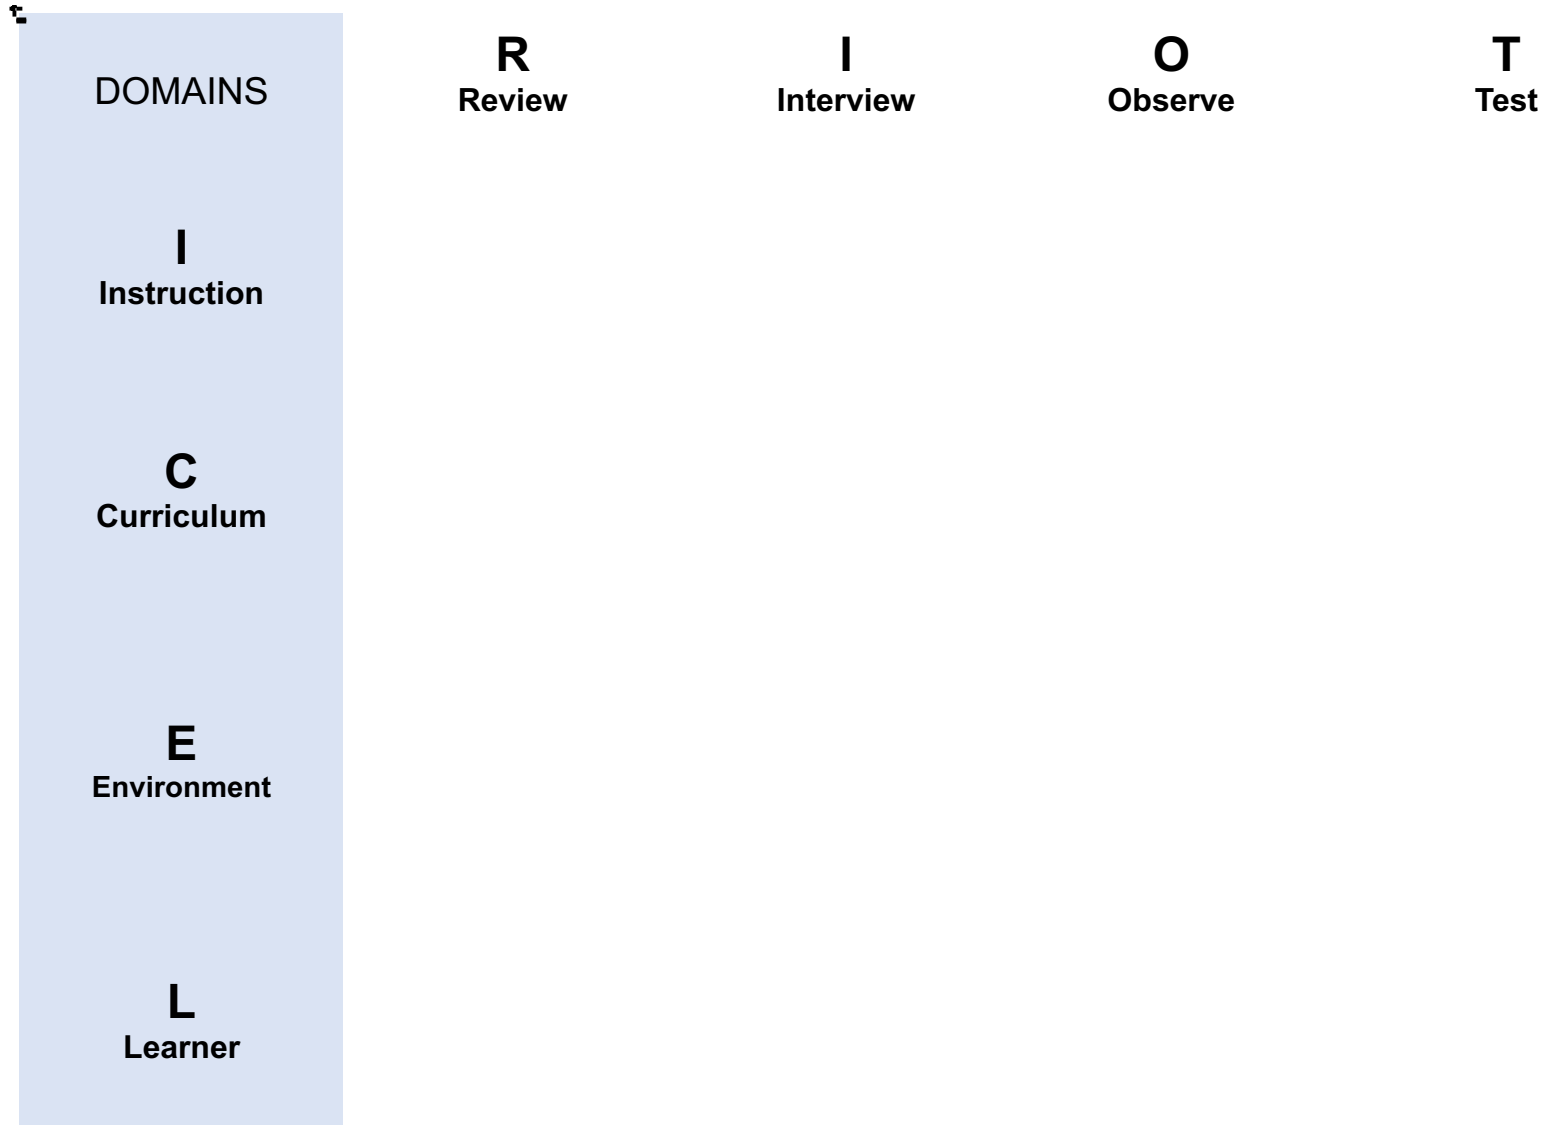 DOMAINS
R
Review
I
Interview
O
Observe
T
Test
I
Instruction
C
Curriculum
E
Environment
L
Learner